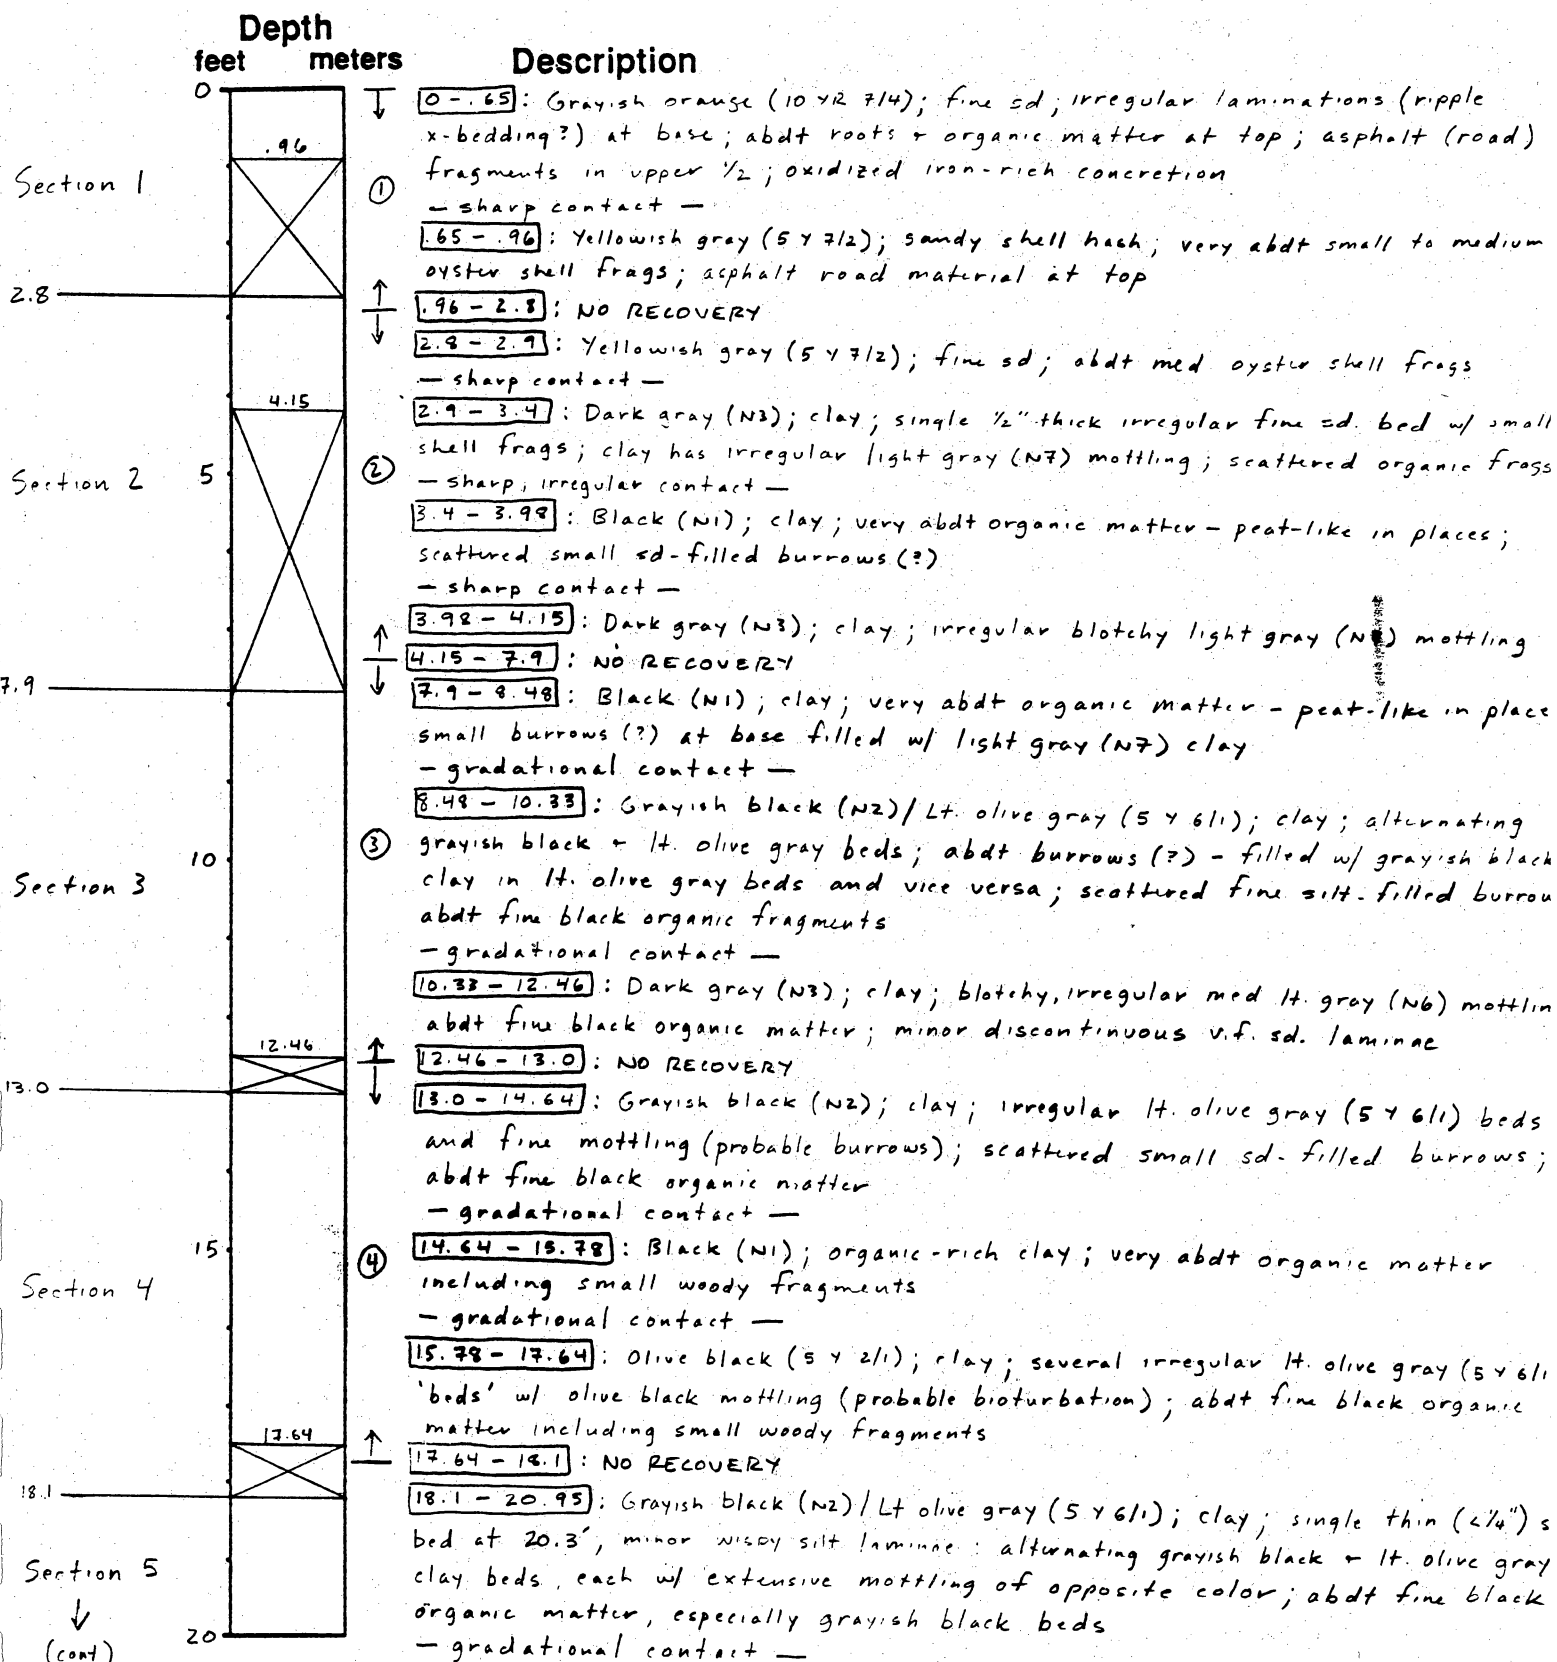 Depth
feet meters Description
0
0 - .65: Grayish orange (10 YR 7/4); fine sd; irregular laminations (ripple
x-bedding?) at base; abdt roots + organic matter at top; asphalt (road)
.96
fragments in upper 1/2; oxidized iron-rich concretion
Section 1
①
— sharp contact —
.65 - .96: Yellowish gray (5 Y 7/2); sandy shell hash; very abdt small to medium
oyster shell frags; asphalt road material at top
2.8
.96 - 2.8: NO RECOVERY
2.8 - 2.9: Yellowish gray (5 Y 7/2); fine sd; abdt med oyster shell frags
— sharp contact —
4.15
2.9 - 3.4: Dark gray (N3); clay; single 1/2" thick irregular fine sd. bed w/ small
shell frags; clay has irregular light gray (N7) mottling; scattered organic frags
Section 2
5
②
— sharp, irregular contact —
3.4 - 3.98: Black (N1); clay; very abdt organic matter - peat-like in places;
scattered small sd-filled burrows (?)
— sharp contact —
3.98 - 4.15: Dark gray (N3); clay; irregular blotchy light gray (N ) mottling
4.15 - 7.9: NO RECOVERY
7.9
7.9 - 8.48: Black (N1); clay; very abdt organic matter - peat-like in place
small burrows (?) at base filled w/ light gray (N7) clay
— gradational contact —
8.48 - 10.33: Grayish black (N2)/Lt. olive gray (5 Y 6/1); clay; alternating
10
③
grayish black + lt. olive gray beds; abdt burrows (?) - filled w/ grayish black
Section 3
clay in lt. olive gray beds and vice versa; scattered fine silt-filled burrow
abdt fine black organic fragments
— gradational contact —
10.33 - 12.46: Dark gray (N3); clay; blotchy, irregular med lt. gray (N6) mottlin
abdt fine black organic matter; minor discontinuous v.f. sd. laminae
12.46
12.46 - 13.0: NO RECOVERY
13.0
13.0 - 14.64: Grayish black (N2); clay; irregular lt. olive gray (5 Y 6/1) beds
and fine mottling (probable burrows); scattered small sd-filled burrows;
abdt fine black organic matter
— gradational contact —
15
④
14.64 - 15.78: Black (N1); organic-rich clay; very abdt organic matter
Section 4
including small woody fragments
— gradational contact —
15.78 - 17.64: Olive black (5 Y 2/1); clay; several irregular lt. olive gray (5 Y 6/1
'beds' w/ olive black mottling (probable bioturbation); abdt fine black organic
17.64
matter including small woody fragments
17.64 - 18.1: NO RECOVERY
18.1
18.1 - 20.95: Grayish black (N2)/Lt olive gray (5 Y 6/1); clay; single thin (<1/4") s
bed at 20.3', minor wispy silt laminae: alternating grayish black + lt. olive gray
Section 5
clay beds, each w/ extensive mottling of opposite color; abdt fine black
organic matter, especially grayish black beds
20
(cont)
— gradational contact —